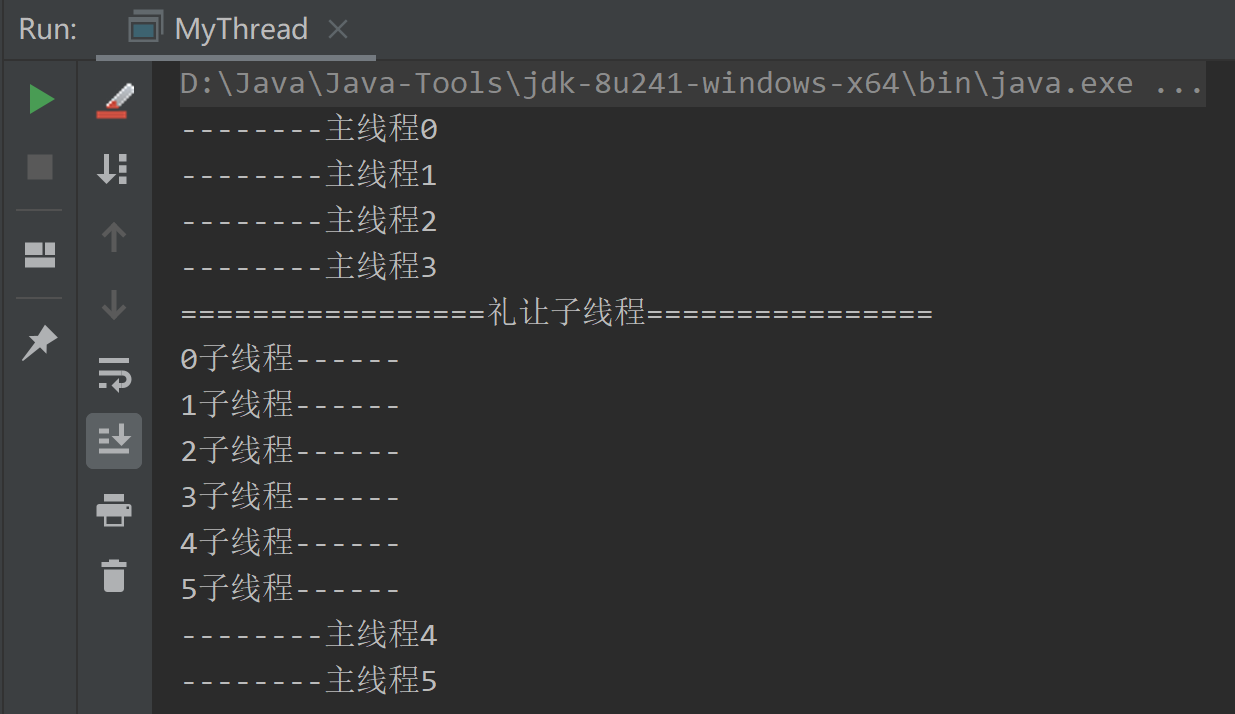 Run: MyThread
D:\Java\Java-Tools\jdk-8u241-windows-x64\bin\java.exe ...
--------主线程0
--------主线程1
--------主线程2
--------主线程3
=================礼让子线程================
0子线程------
1子线程------
2子线程------
3子线程------
4子线程------
5子线程------
--------主线程4
--------主线程5